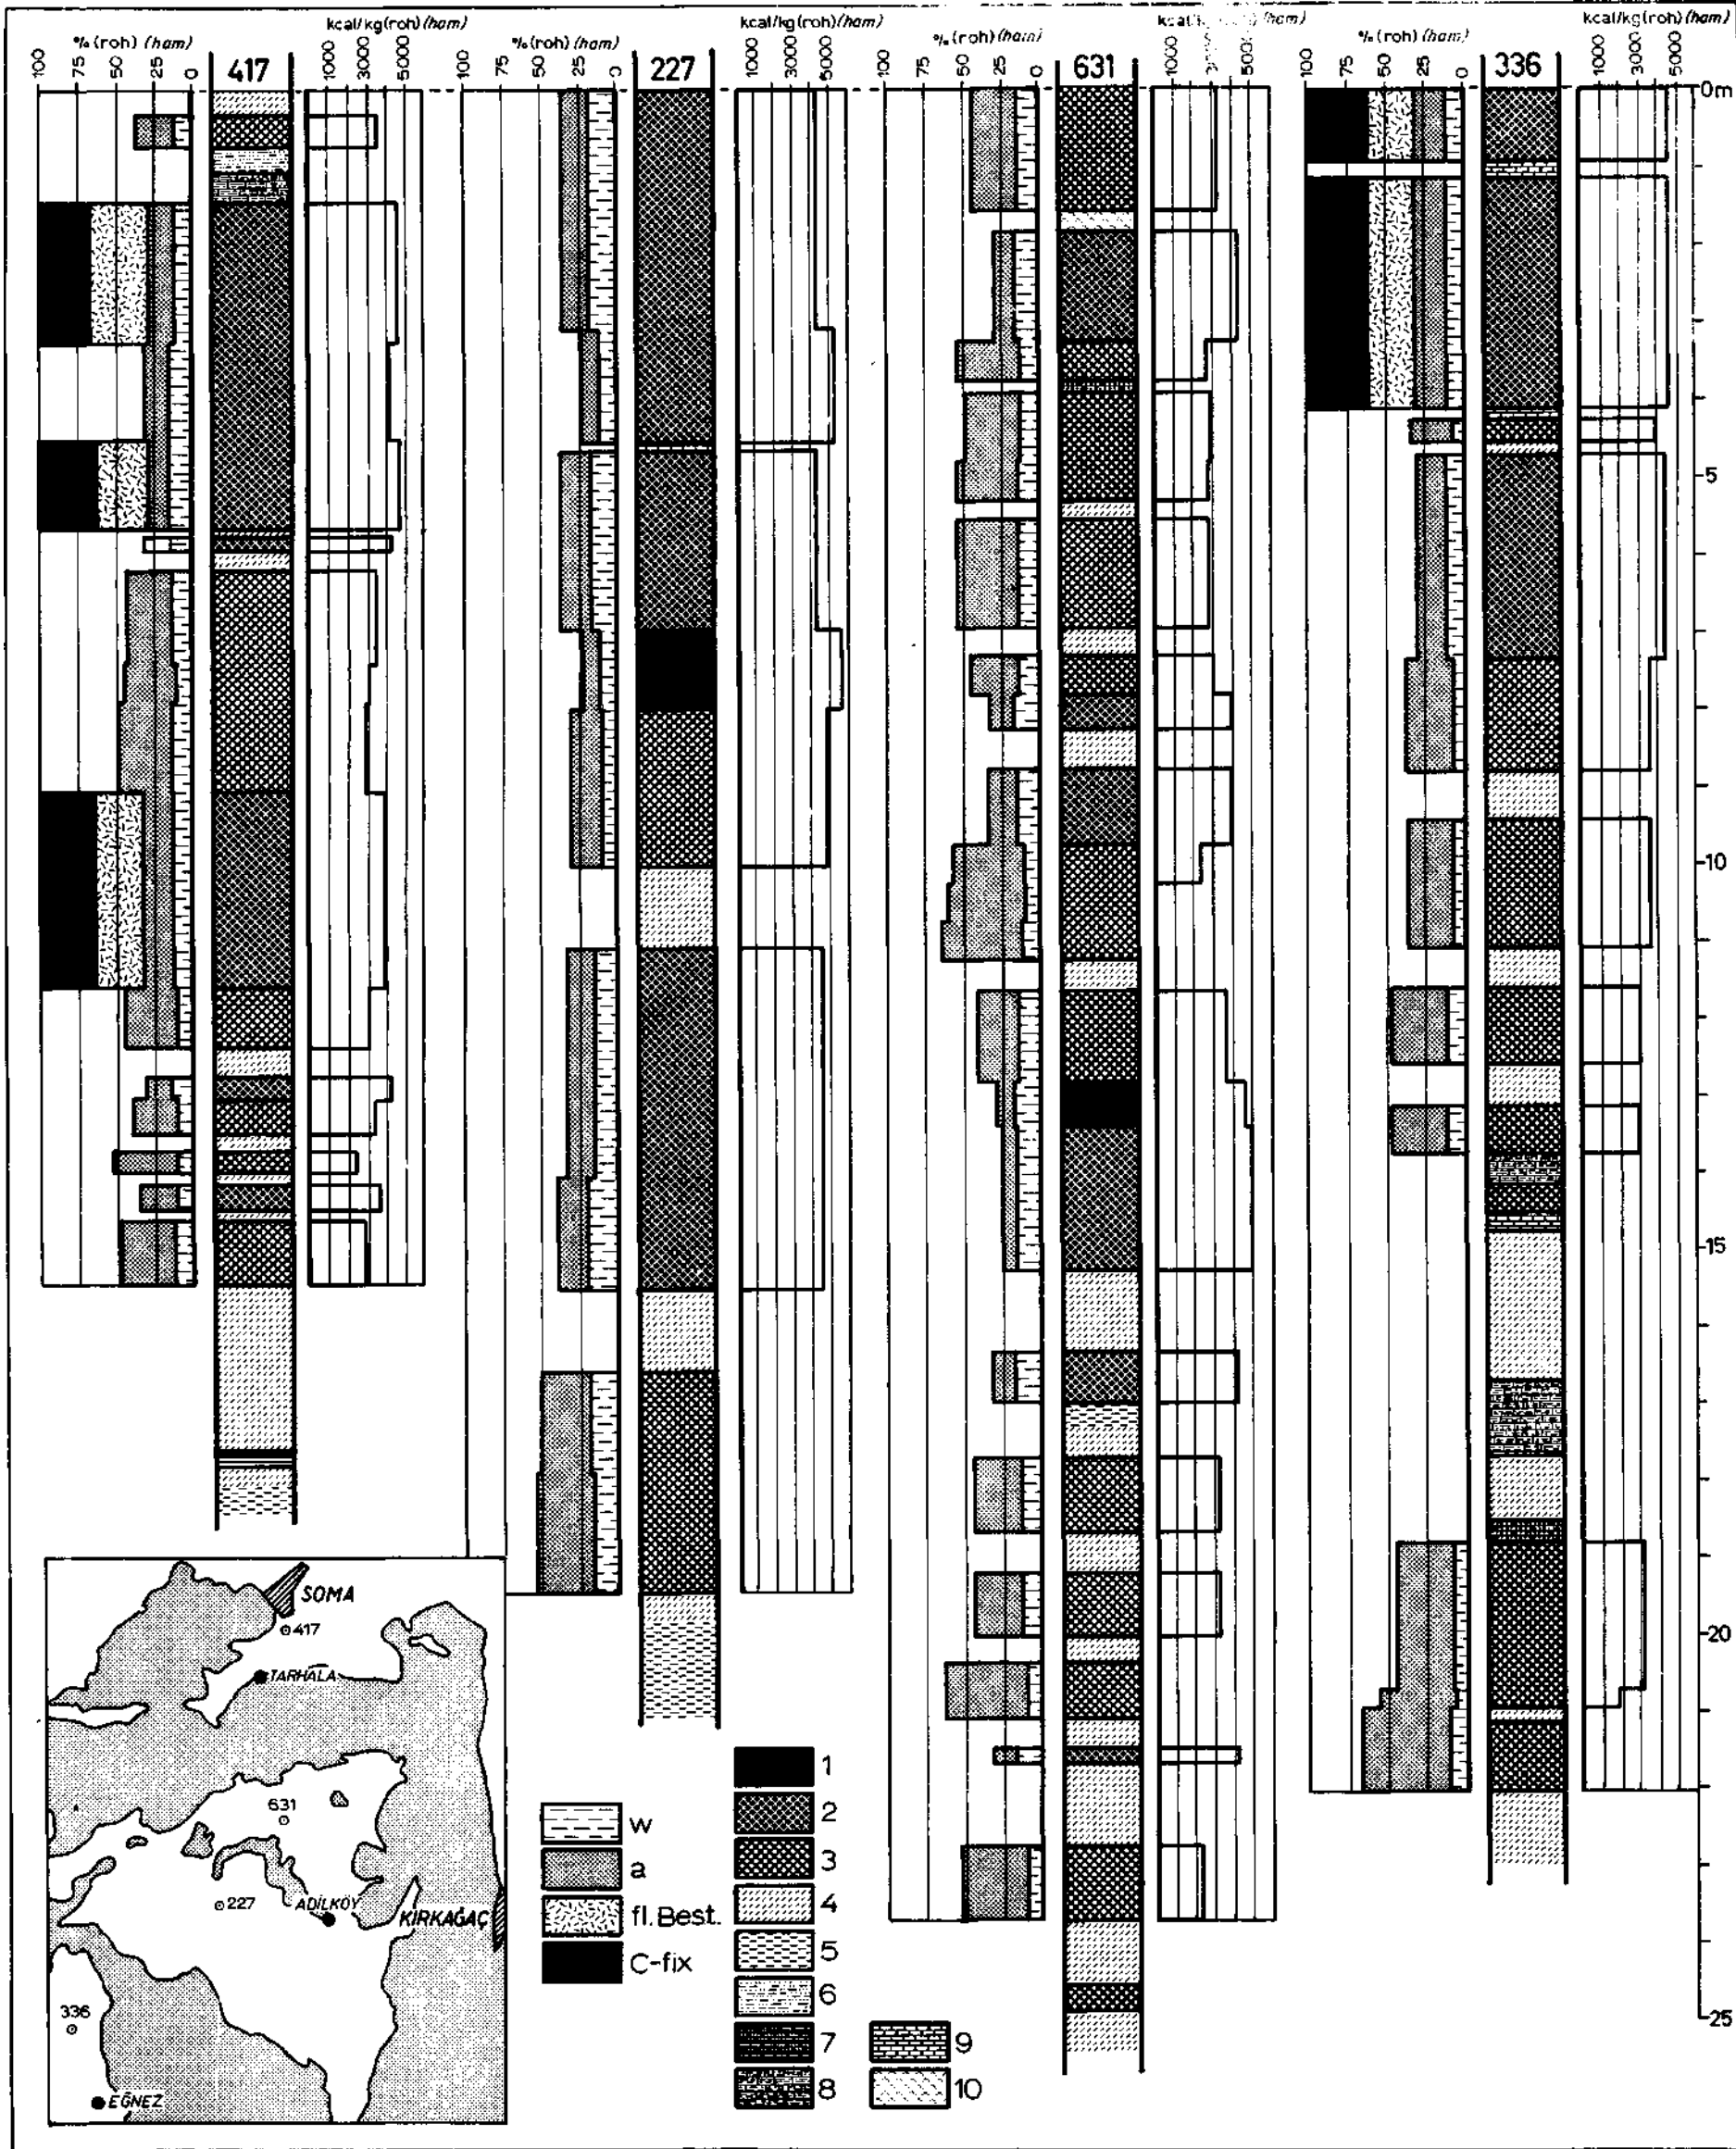 kcal/kg (roh) (ham)
% (roh) (ham)
100 75 50 25 0
417
1000 3000 5000
kcal/kg (roh) (ham)
% (roh) (ham)
100 75 50 25 0
227
1000 3000 5000
(ham)
% (roh) (ham)
100 75 50 25 0
631
1000 5000
kcal/kg (roh) (ham)
% (roh) (ham)
100 75 50 25 0
336
1000 3000 5000
0m
5
10
15
20
25
SOMA
417
TARHALA
631
227
ADİLKÖY
KIRKAĞAÇ
336
EĞNEZ
w
a
fl. Best.
C-fix
1
2
3
4
5
6
7
8
9
10